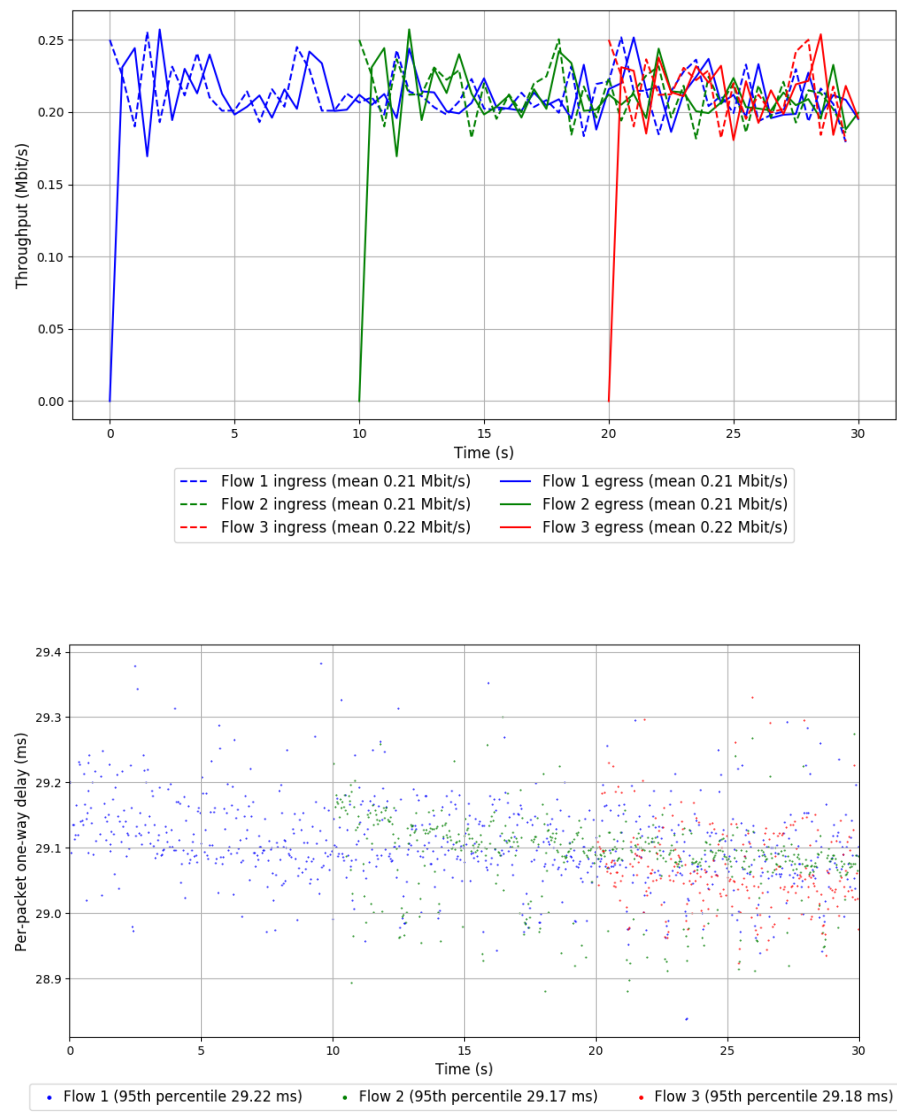 0.25
0.20
0.15
0.10
0.05
0.00
Throughput (Mbit/s)
0 5 10 15 20 25 30
Time (s)
Flow 1 ingress (mean 0.21 Mbit/s) Flow 1 egress (mean 0.21 Mbit/s)
Flow 2 ingress (mean 0.21 Mbit/s) Flow 2 egress (mean 0.21 Mbit/s)
Flow 3 ingress (mean 0.22 Mbit/s) Flow 3 egress (mean 0.22 Mbit/s)
29.4
29.3
29.2
29.1
29.0
28.9
Per-packet one-way delay (ms)
0 5 10 15 20 25 30
Time (s)
Flow 1 (95th percentile 29.22 ms) Flow 2 (95th percentile 29.17 ms) Flow 3 (95th percentile 29.18 ms)